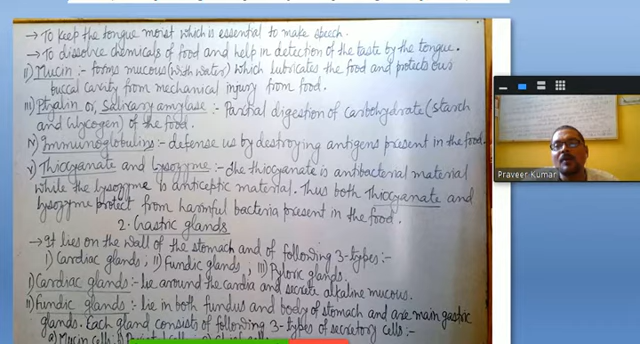 → To keep the tongue moist which is essential to make speech.
→ To dissolve chemicals of food and help in detection of the taste by the tongue.
ii) Mucin :- forms mucous (with water) which lubricates the food and protects our
buccal cavity from mechanical injury from food.
iii) Ptyalin or, Salivary amylase :- Partial digestion of carbohydrate (starch
and Glycogen) of the food.
iv) Immunoglobulins :- defense us by destroying antigens present in the food.
v) Thiocyanate and Lysozyme :- The thiocyanate is antibacterial material
while the lysozyme is anticeptic material. Thus both Thiocyanate and
lysozyme protect from harmful bacteria present in the food.
2. Gastric glands
→ It lies on the wall of the stomach and of following 3-types:-
i) Cardiac glands ; ii) Fundic glands ; iii) Pyloric glands.
i) Cardiac glands :- lie around the Cardia and secrete alkaline mucous.
ii) Fundic glands :- lie in both fundus and body of stomach and are main gastric
glands. Each gland consists of following 3-types of secretory cells :-
a) Mucin cells
Praveer Kumar